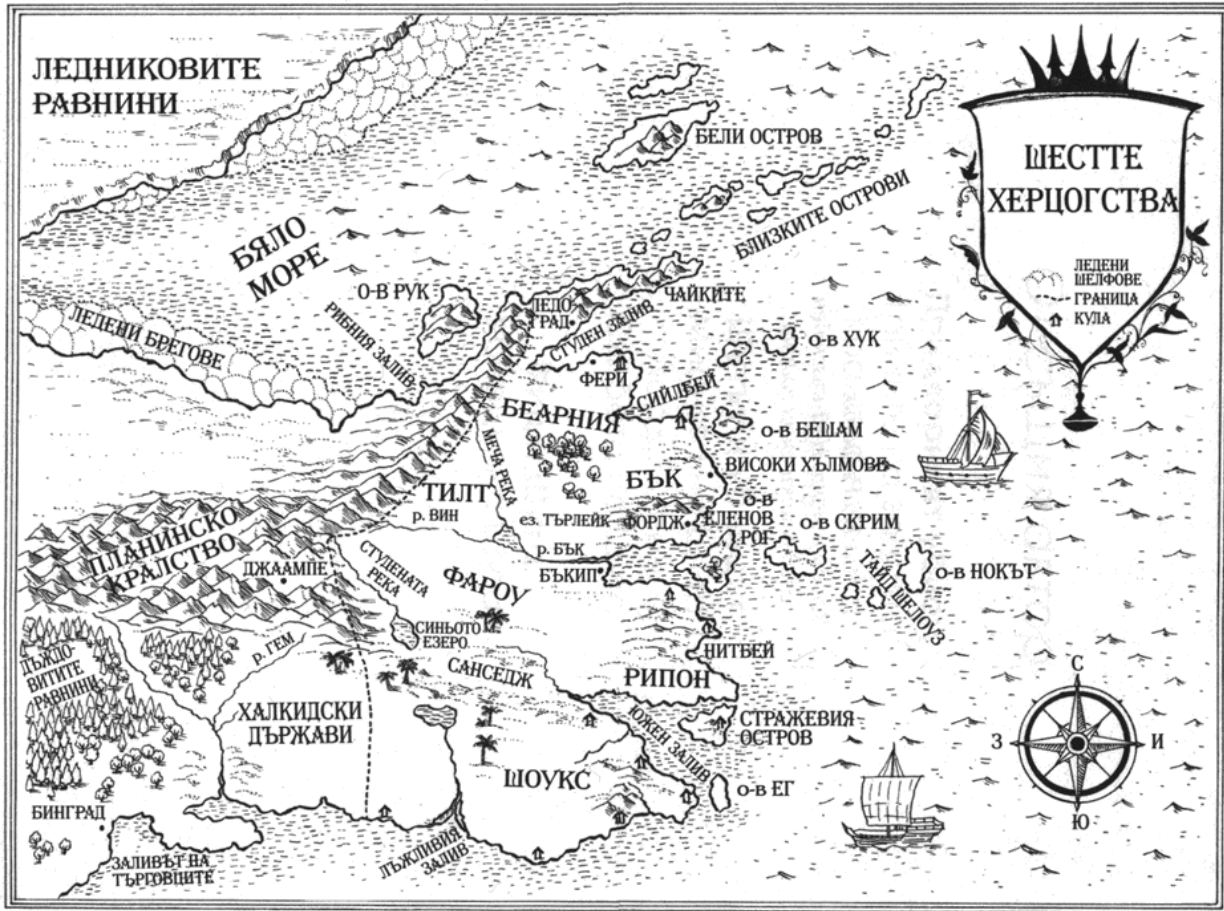 ЛЕДНИКОВИТЕ
РАВНИНИ
БЕЛИ ОСТРОВ
ШЕСТТЕ
ХЕРЦОГСТВА
БЛИЗКИТЕ ОСТРОВИ
БЯЛО
МОРЕ
ЛЕДЕНИ
ШЕЛФОВЕ
ГРАНИЦА
КУЛА
О-В РУК
ЛЕДО-
ГРАД
ЧАЙКИТЕ
ЛЕДЕНИ БРЕГОВЕ
РИБНИЯ ЗАЛИВ
СТУДЕН ЗАЛИВ
о-в ХУК
ФЕРИ
СИЙЛБЕЙ
БЕАРНИЯ
о-в БЕШАМ
МЕЧА РЕКА
ВИСОКИ ХЪЛМОВЕ
БЪК
ТИЛТ
р. ВИН
ез. ТЪРЛЕЙК
ФОРДЖ
о-в
ЕЛЕНОВ
РОГ
о-в СКРИМ
ПЛАНИНСКО
КРАЛСТВО
ДЖААМПЕ
СТУДЕНАТА
РЕКА
р. БЪК
БЪКИП
ФАРОУ
о-в НОКЪТ
ТАЙД ШЕЛОУЗ
СИНЬОТО
ЕЗЕРО
НИТБЕЙ
ДЪЖДО-
ВИТИТЕ
РАВНИНИ
р. ГЕМ
САНСЕДЖ
РИПОН
С
ХАЛКИДСКИ
ДЪРЖАВИ
ЮЖЕН ЗАЛИВ
СТРАЖЕВИЯ
ОСТРОВ
З
И
ШОУКС
о-в ЕГ
БИНГРАД
Ю
ЗАЛИВЪТ НА
ТЪРГОВЦИТЕ
ЛЪЖЛИВИЯ
ЗАЛИВ